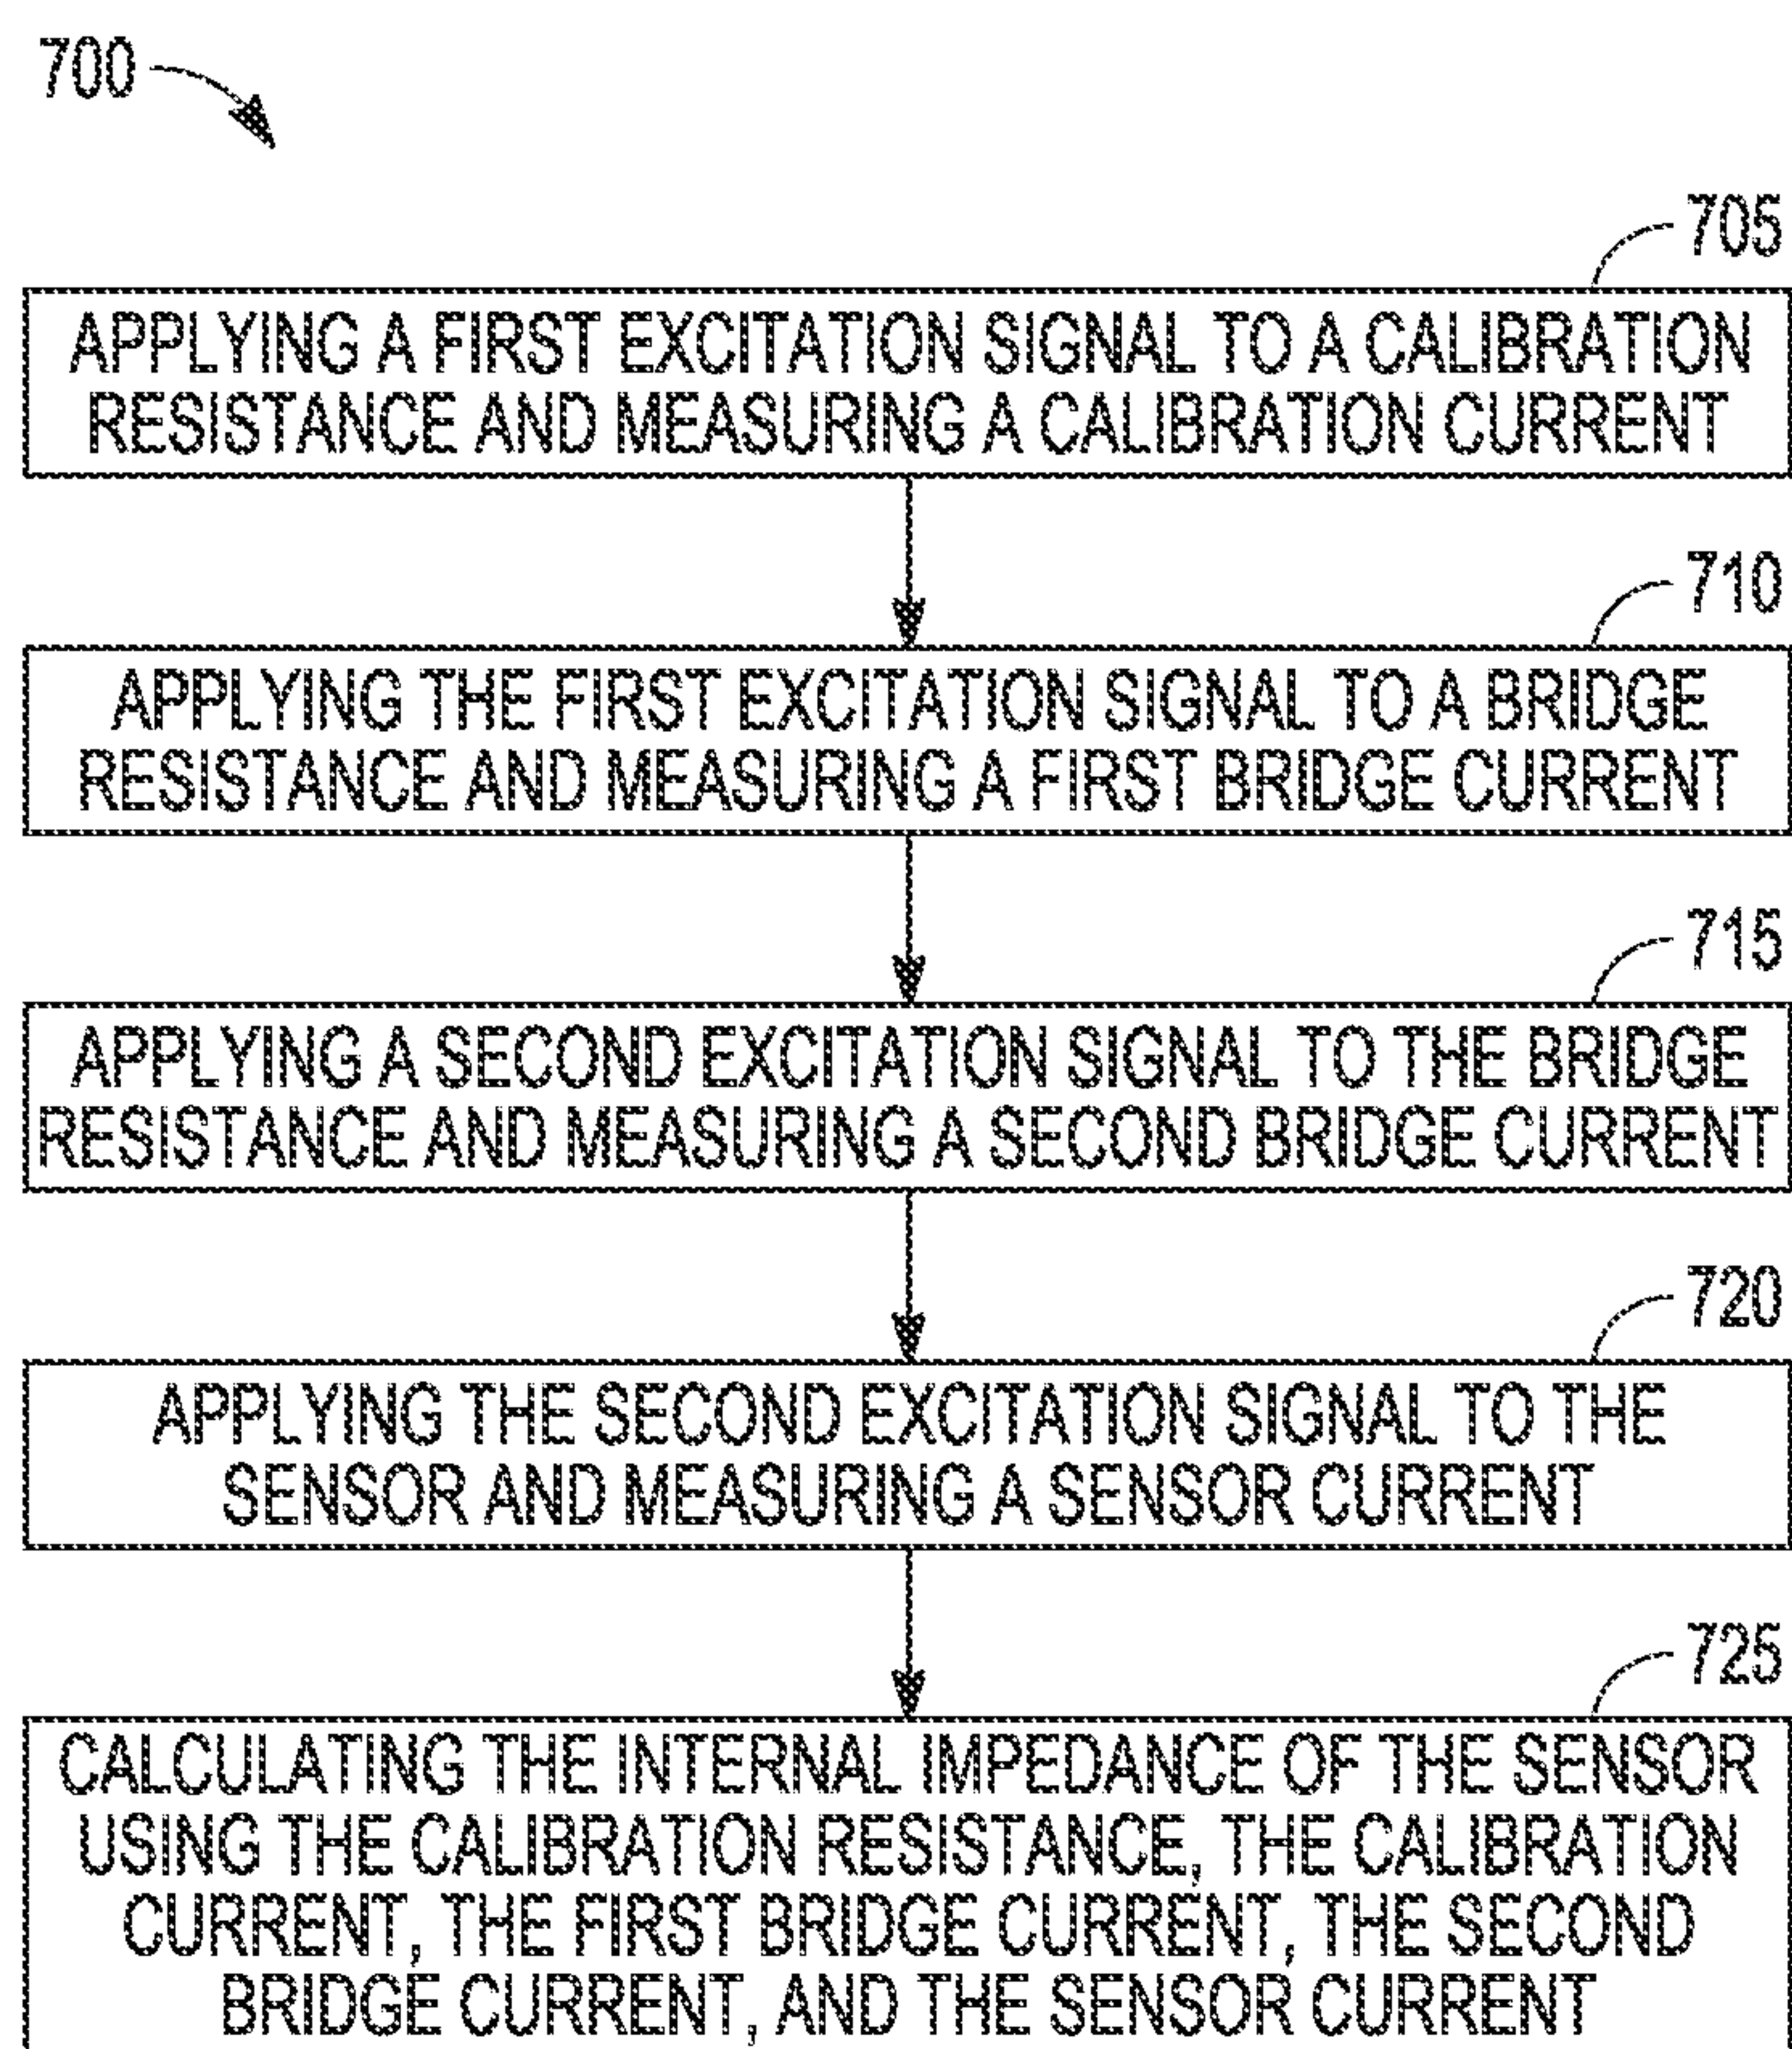 700
705
APPLYING A FIRST EXCITATION SIGNAL TO A CALIBRATION
RESISTANCE AND MEASURING A CALIBRATION CURRENT
710
APPLYING THE FIRST EXCITATION SIGNAL TO A BRIDGE
RESISTANCE AND MEASURING A FIRST BRIDGE CURRENT
715
APPLYING A SECOND EXCITATION SIGNAL TO THE BRIDGE
RESISTANCE AND MEASURING A SECOND BRIDGE CURRENT
720
APPLYING THE SECOND EXCITATION SIGNAL TO THE
SENSOR AND MEASURING A SENSOR CURRENT
725
CALCULATING THE INTERNAL IMPEDANCE OF THE SENSOR
USING THE CALIBRATION RESISTANCE, THE CALIBRATION
CURRENT, THE FIRST BRIDGE CURRENT, THE SECOND
BRIDGE CURRENT, AND THE SENSOR CURRENT